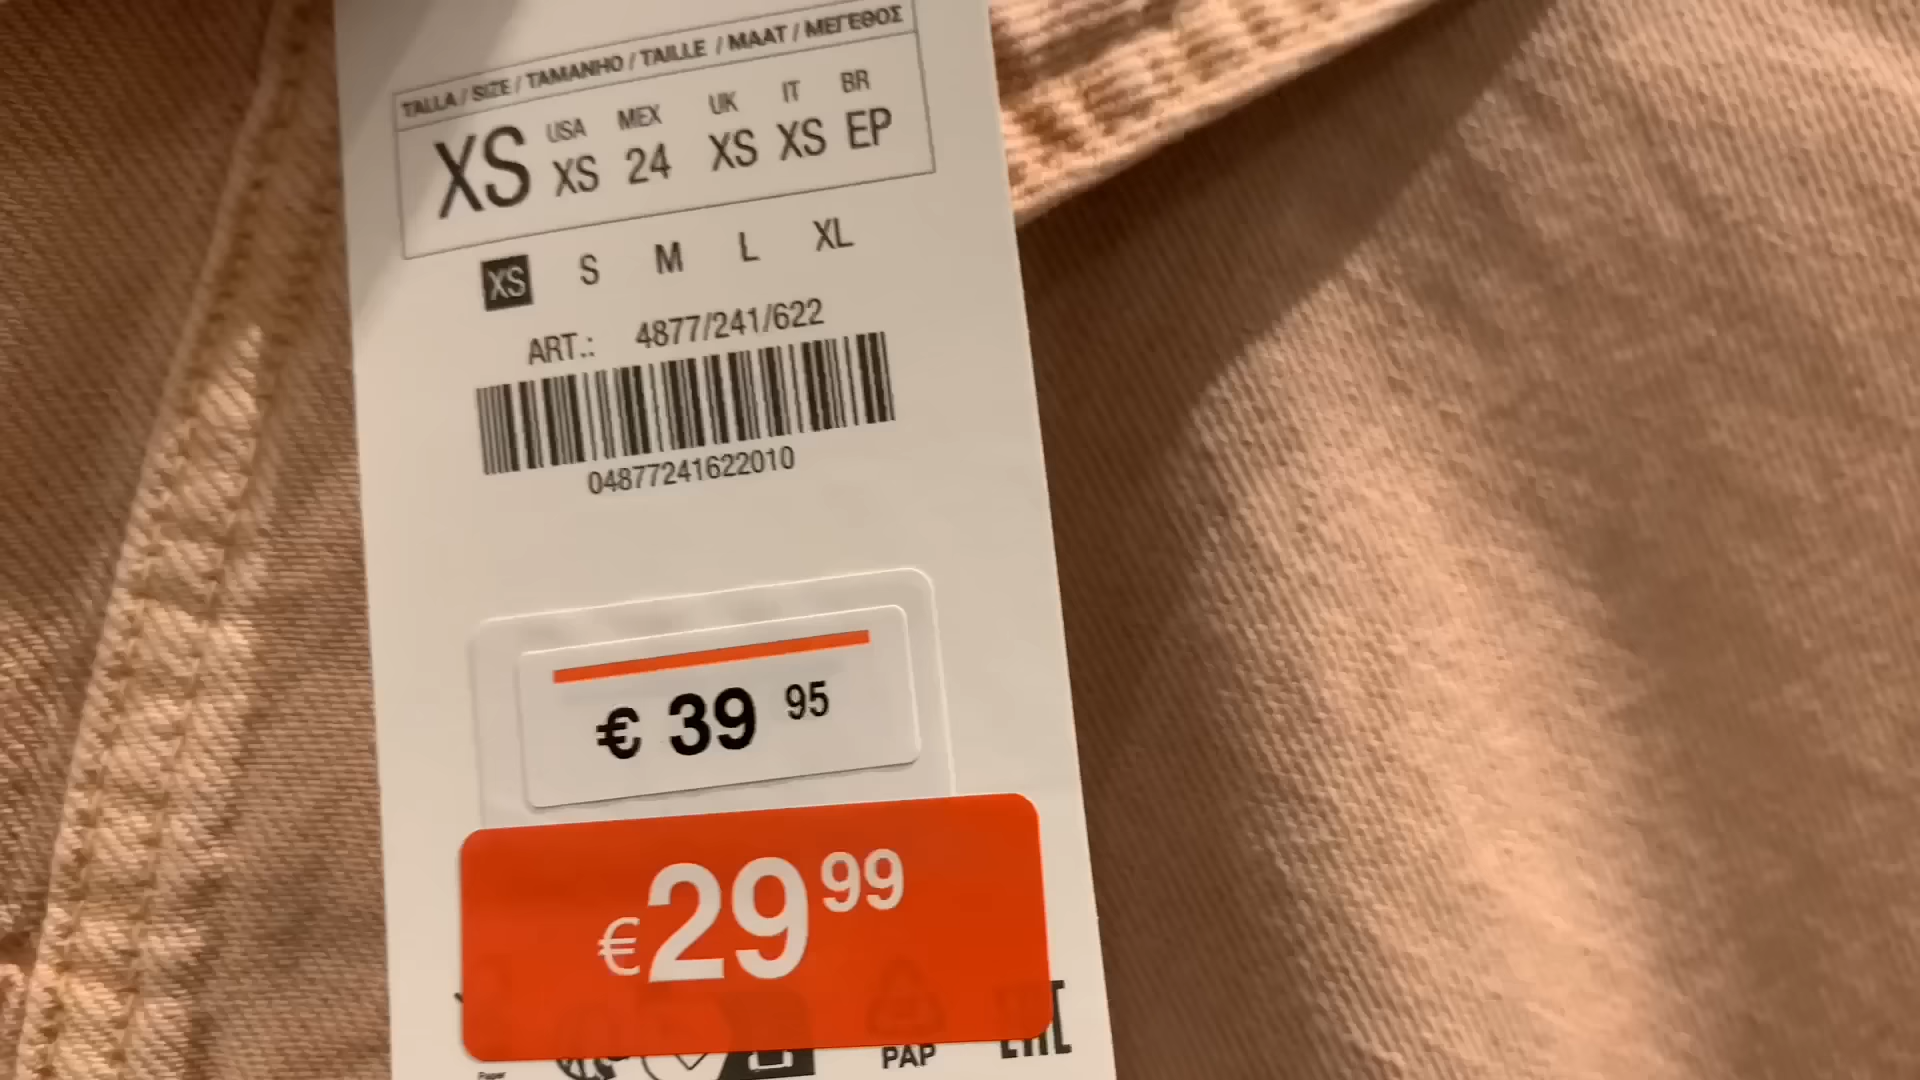 TALLA / SIZE / TAMANHO / TAILLE / MAAT / ΜΕΓΕΘΟΣ
USA MEX UK IT BR
XS XS 24 XS XS EP
XS S M L XL
ART.: 4877/241/622
04877241622010
€ 39 95
€29 99
PAP